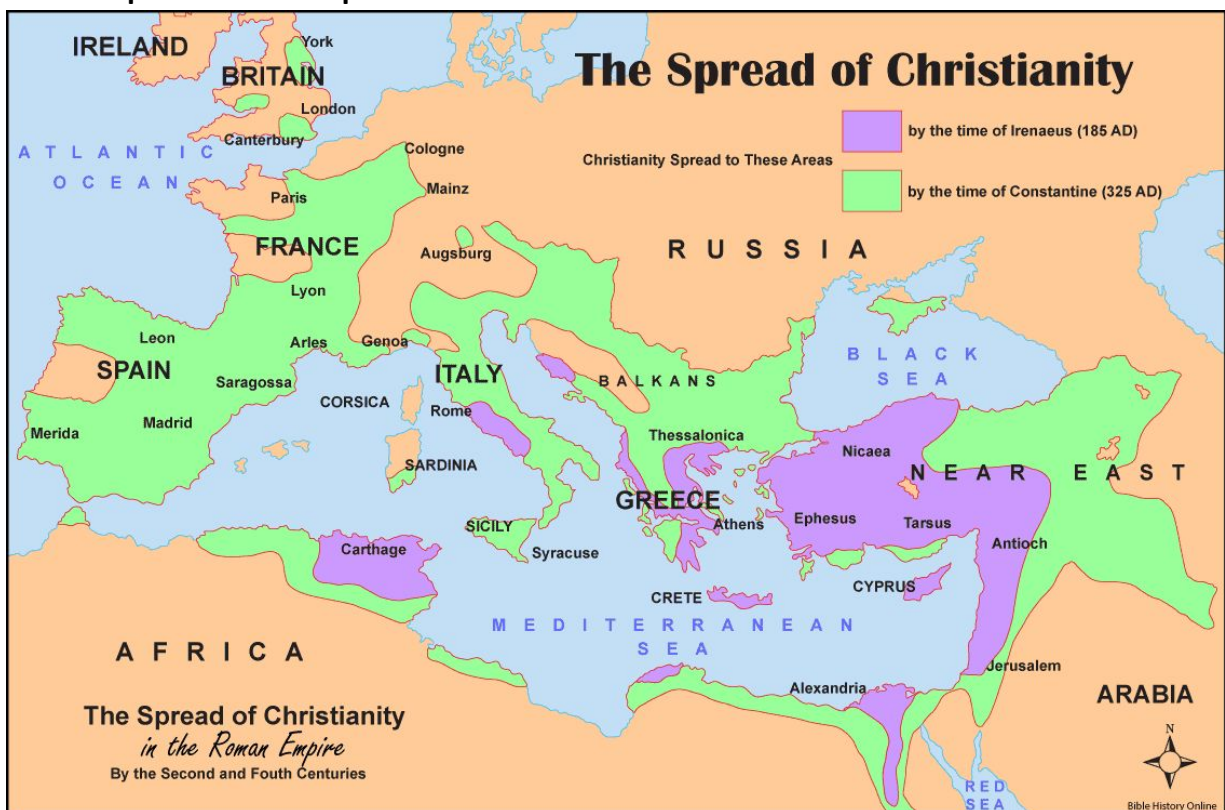 The Spread of Christianity
by the time of Irenaeus (185 AD)
Christianity Spread to These Areas
by the time of Constantine (325 AD)
IRELAND
York
BRITAIN
London
Canterbury
ATLANTIC
OCEAN
Cologne
Mainz
Paris
FRANCE
Augsburg
RUSSIA
Lyon
Leon
Arles
Genoa
SPAIN
Saragossa
ITALY
BALKANS
BLACK
SEA
CORSICA
Rome
Madrid
Merida
Thessalonica
Nicaea
SARDINIA
NEAR EAST
GREECE
SICILY
Athens
Ephesus
Tarsus
Carthage
Syracuse
Antioch
CRETE
CYPRUS
MEDITERRANEAN
SEA
AFRICA
Jerusalem
Alexandria
ARABIA
The Spread of Christianity
in the Roman Empire
By the Second and Fouth Centuries
N
RED
SEA
Bible History Online